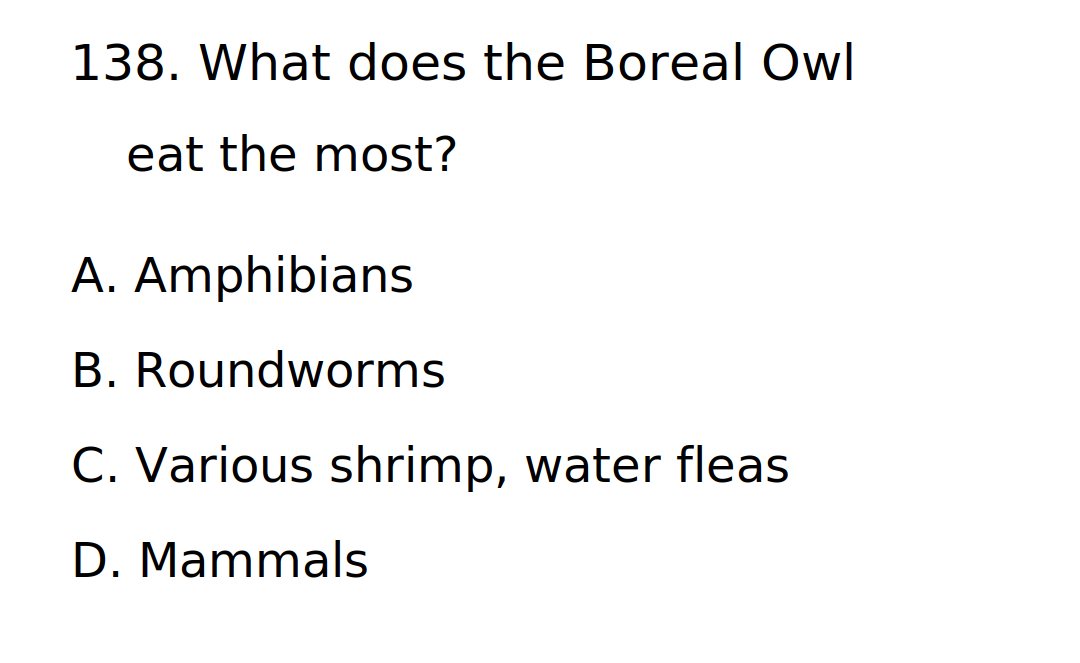 138. What does the Boreal Owl
eat the most?
A. Amphibians
B. Roundworms
C. Various shrimp, water fleas
D. Mammals